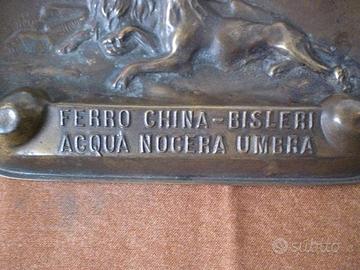 FERRO CHINA-BISLERI
ACQUA NOCERA UMBRA
subito